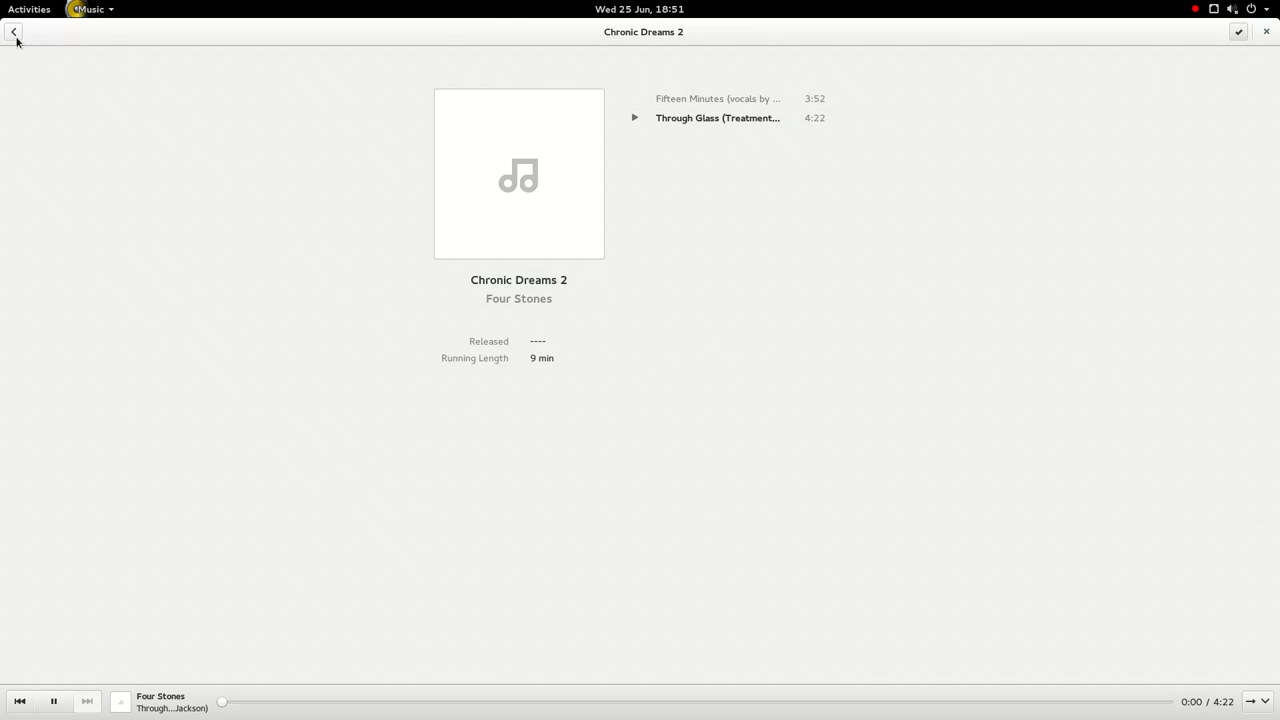 Activities Music Wed 25 Jun, 18:51
Chronic Dreams 2
Fifteen Minutes (vocals by ... 3:52
Through Glass (Treatment... 4:22
Chronic Dreams 2
Four Stones
Released ----
Running Length 9 min
Four Stones
Through...Jackson)
0:00 / 4:22